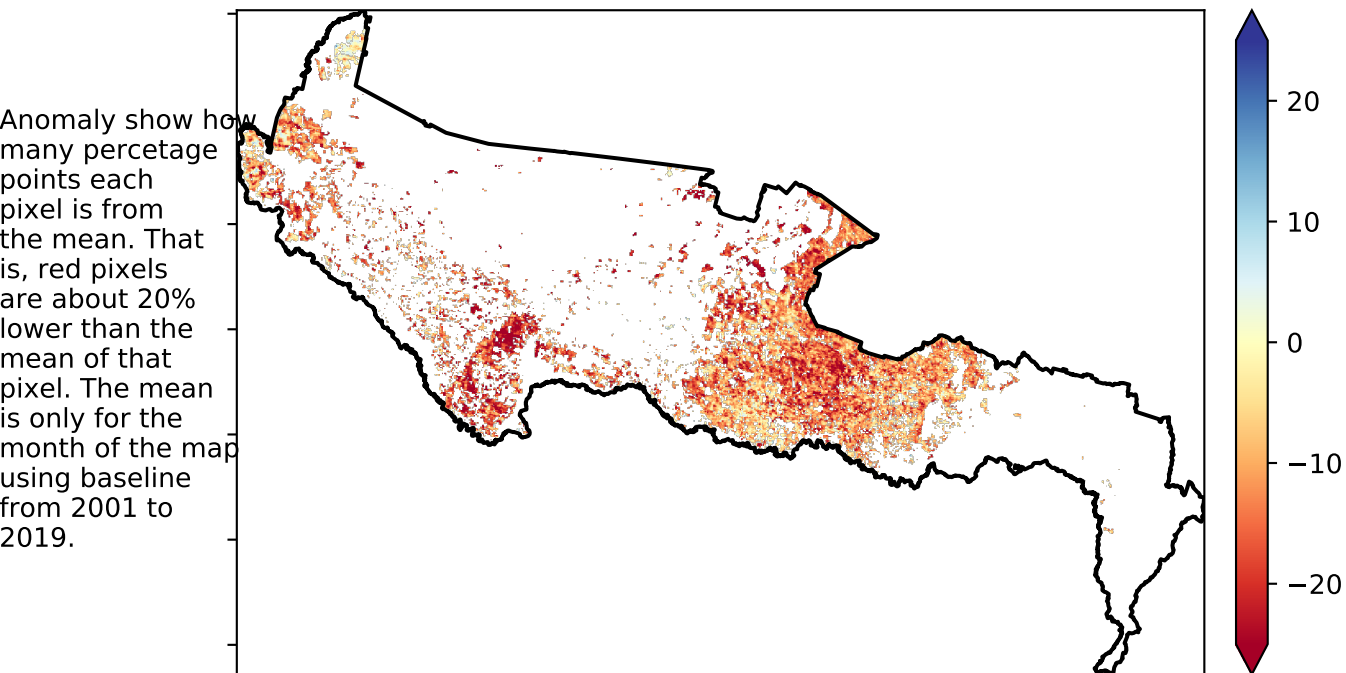 Anomaly show how
many percetage
points each
pixel is from
the mean. That
is, red pixels
are about 20%
lower than the
mean of that
pixel. The mean
is only for the
month of the map
using baseline
from 2001 to
2019.
20
10
0
−10
−20